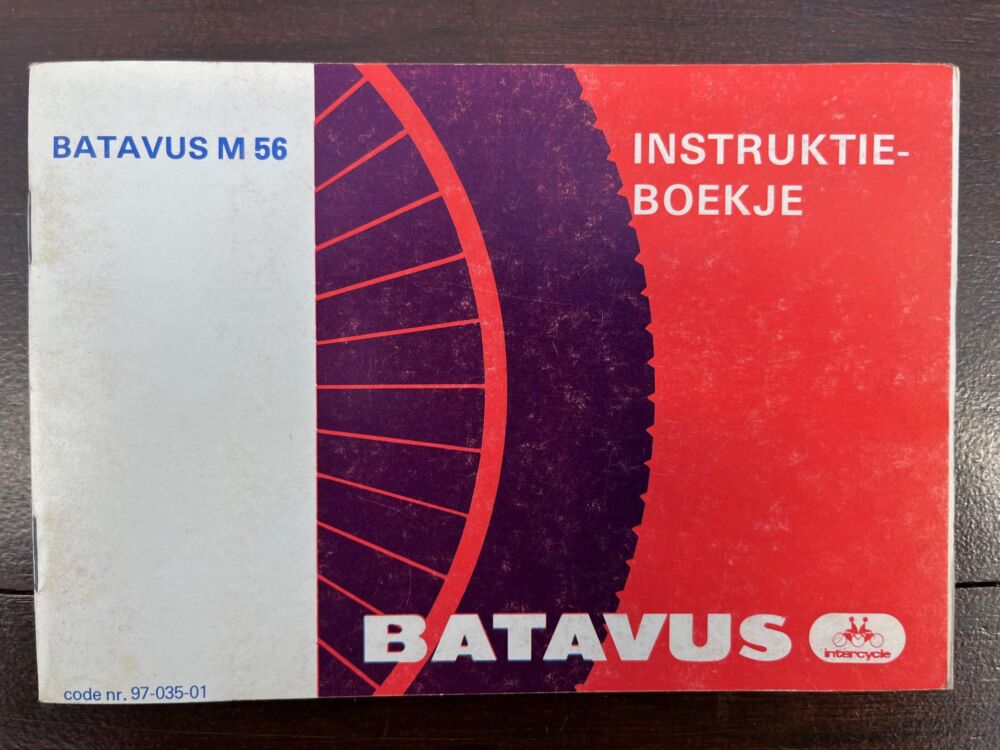 BATAVUS M 56
INSTRUKTIE-
BOEKJE
BATAVUS
intercycle
code nr. 97-035-01